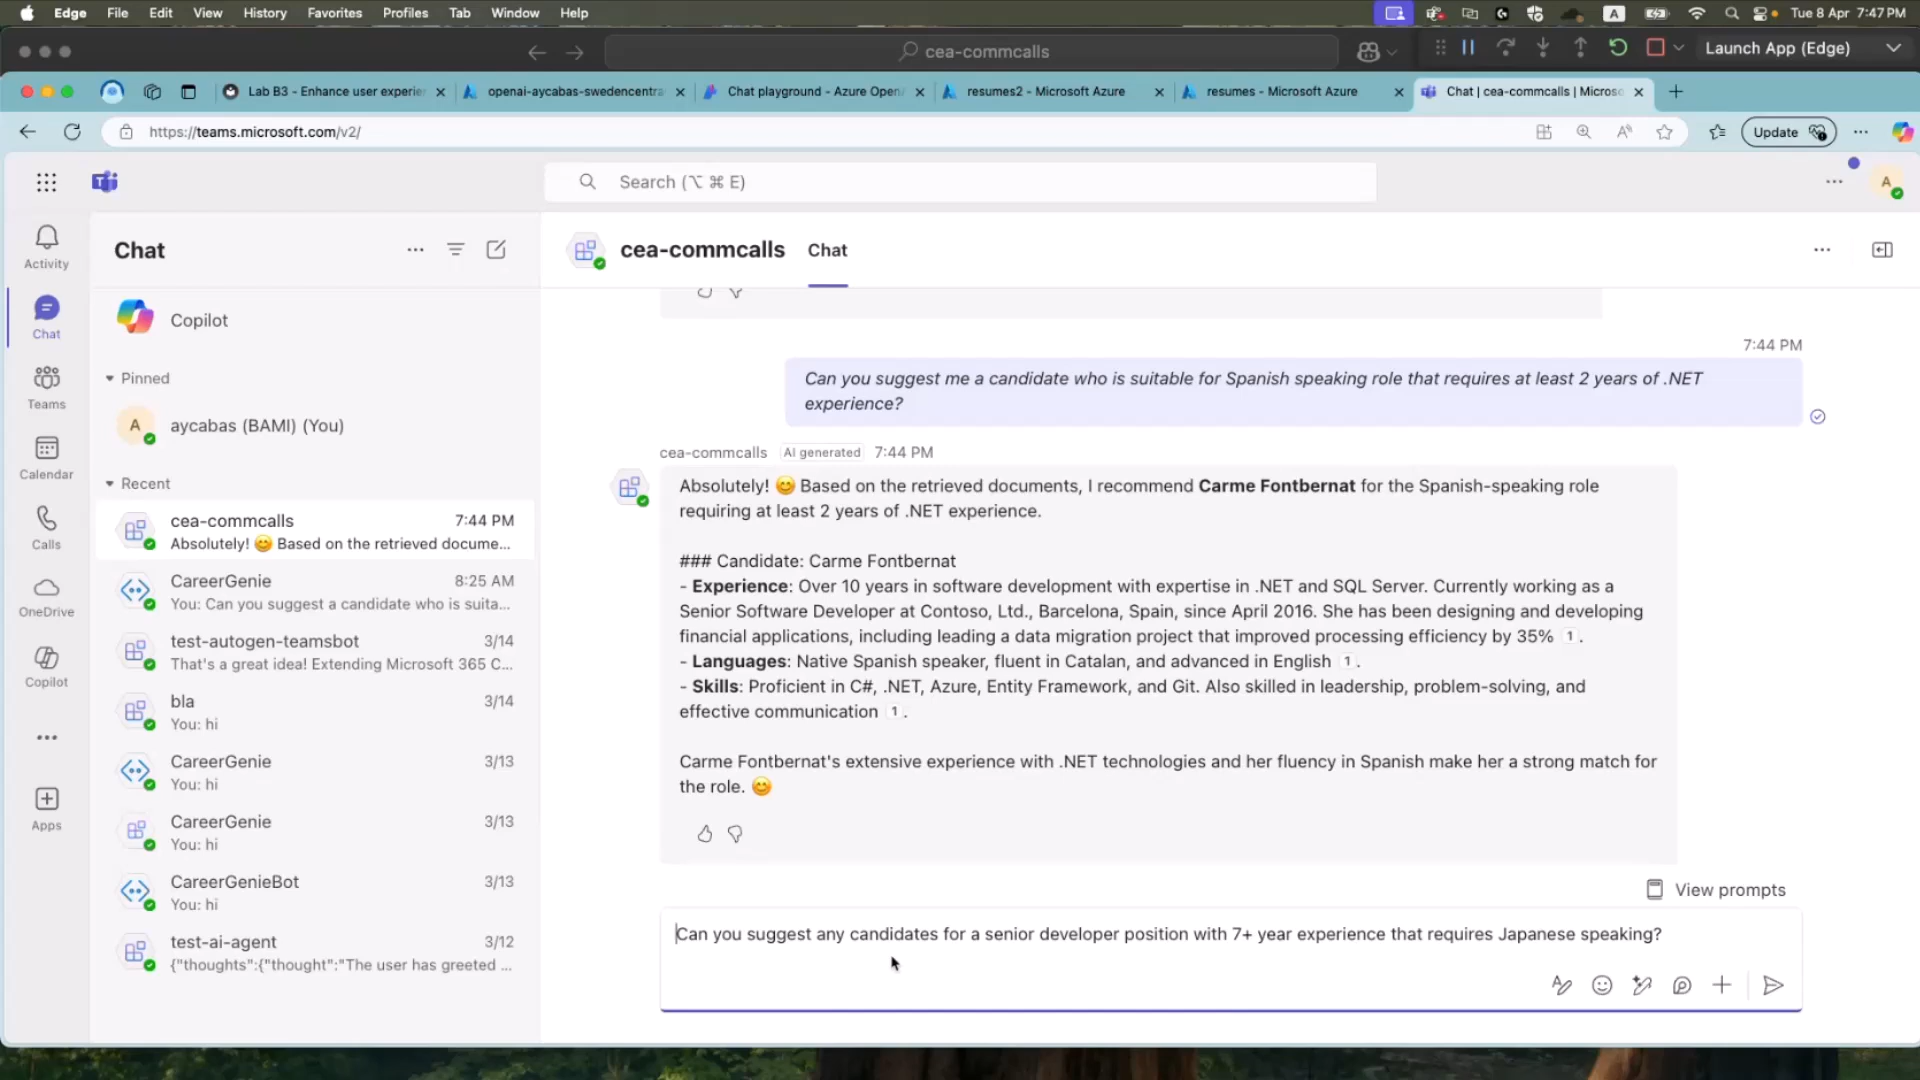 Edge File Edit View History Favorites Profiles Tab Window Help A Tue 8 Apr 7:47 PM
cea-commcalls Launch App (Edge)
Lab B3 - Enhance user experie openai-aycabas-swedencentra Chat playground - Azure Open resumes2 - Microsoft Azure resumes - Microsoft Azure Chat | cea-commcalls | Microso
https://teams.microsoft.com/v2/ Update
Search (⌥ ⌘ E) A
Chat
cea-commcalls Chat
Activity
Chat
Teams
Calendar
Calls
OneDrive
Copilot
Apps
Copilot
Pinned
A aycabas (BAMI) (You)
Recent
cea-commcalls 7:44 PM
Absolutely! 😊 Based on the retrieved docume...
CareerGenie 8:25 AM
You: Can you suggest a candidate who is suita...
test-autogen-teamsbot 3/14
That's a great idea! Extending Microsoft 365 C...
bla 3/14
You: hi
CareerGenie 3/13
You: hi
CareerGenie 3/13
You: hi
CareerGenieBot 3/13
You: hi
test-ai-agent 3/12
{"thoughts":{"thought":"The user has greeted ...
7:44 PM
Can you suggest me a candidate who is suitable for Spanish speaking role that requires at least 2 years of .NET
experience?
cea-commcalls AI generated 7:44 PM
Absolutely! 😊 Based on the retrieved documents, I recommend Carme Fontbernat for the Spanish-speaking role
requiring at least 2 years of .NET experience.
### Candidate: Carme Fontbernat
- Experience: Over 10 years in software development with expertise in .NET and SQL Server. Currently working as a
Senior Software Developer at Contoso, Ltd., Barcelona, Spain, since April 2016. She has been designing and developing
financial applications, including leading a data migration project that improved processing efficiency by 35% 1.
- Languages: Native Spanish speaker, fluent in Catalan, and advanced in English 1.
- Skills: Proficient in C#, .NET, Azure, Entity Framework, and Git. Also skilled in leadership, problem-solving, and
effective communication 1.
Carme Fontbernat's extensive experience with .NET technologies and her fluency in Spanish make her a strong match for
the role. 😊
View prompts
Can you suggest any candidates for a senior developer position with 7+ year experience that requires Japanese speaking?